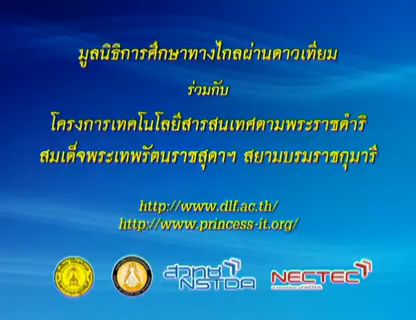 มูลนิธิการศึกษาทางไกลผ่านดาวเทียม
ร่วมกับ
โครงการเทคโนโลยีสารสนเทศตามพระราชดำริ
สมเด็จพระเทพรัตนราชสุดาฯ สยามบรมราชกุมารี
http://www.dlf.ac.th/
http://www.princess-it.org/
สวทช
NSTDA
NECTEC